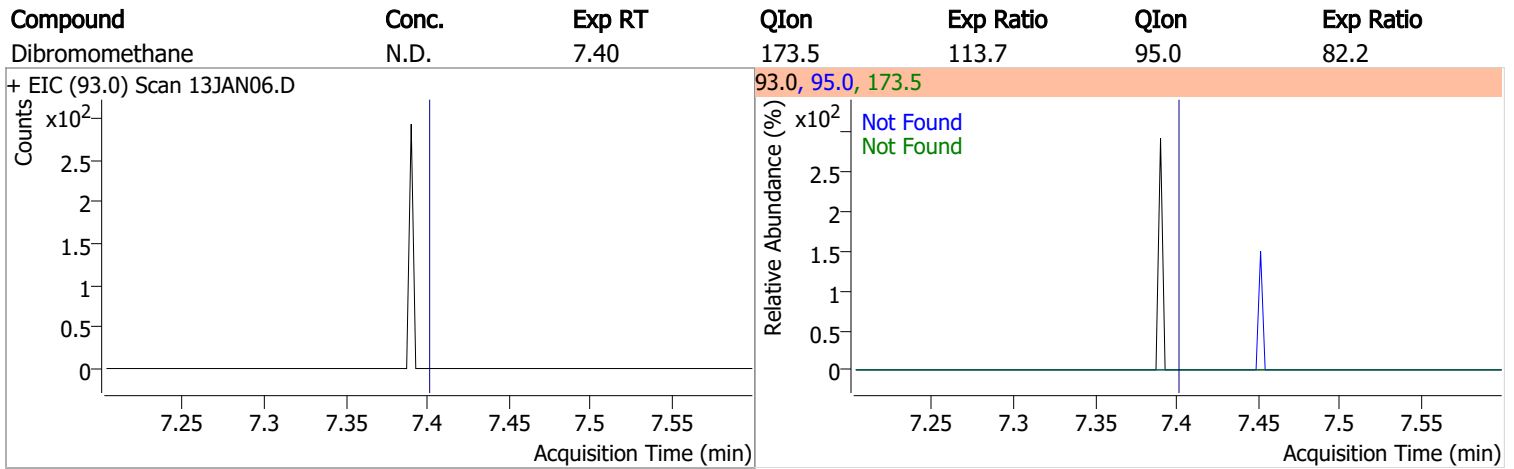 Compound Conc. Exp RT QIon Exp Ratio QIon Exp Ratio
Dibromomethane N.D. 7.40 173.5 113.7 95.0 82.2
+ EIC (93.0) Scan 13JAN06.D
Counts
x10²
2.5
2
1.5
1
0.5
0
7.25 7.3 7.35 7.4 7.45 7.5 7.55
Acquisition Time (min)
93.0, 95.0, 173.5
Relative Abundance (%)
x10²
Not Found
Not Found
2.5
2
1.5
1
0.5
0
7.25 7.3 7.35 7.4 7.45 7.5 7.55
Acquisition Time (min)